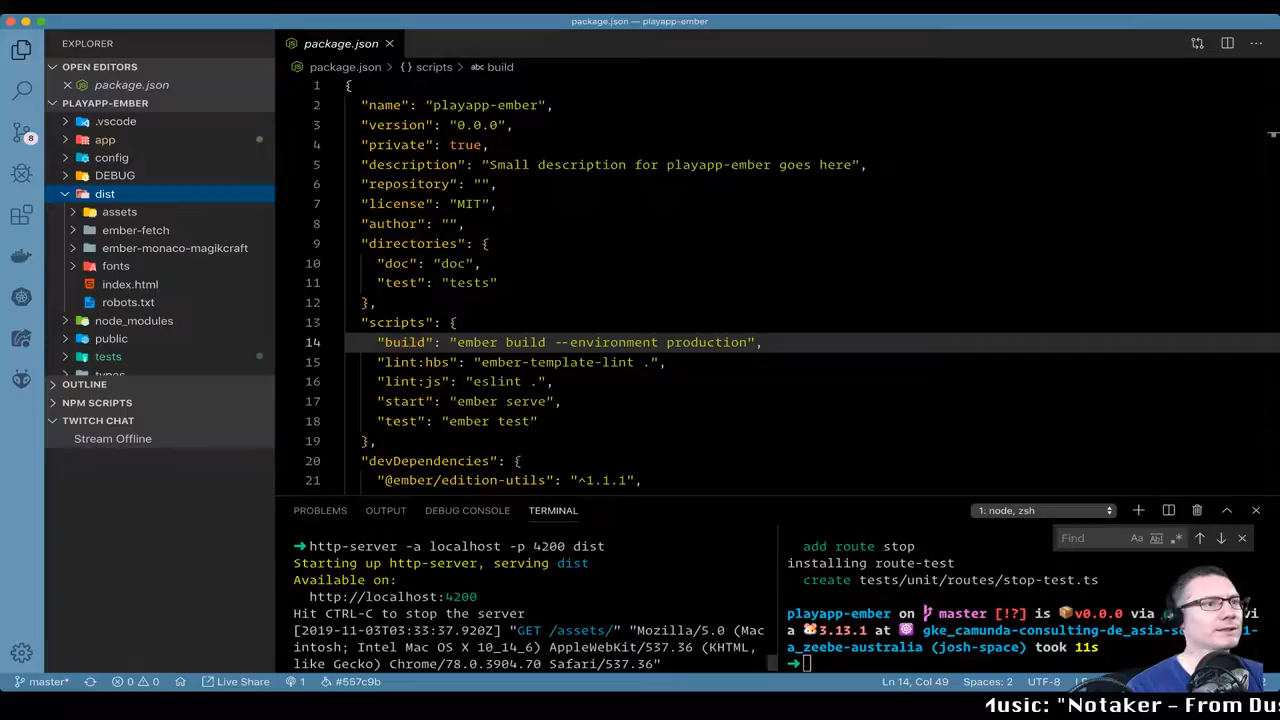 package.json — playapp-ember
EXPLORER
OPEN EDITORS
package.json
PLAYAPP-EMBER
.vscode
app
config
DEBUG
dist
assets
ember-fetch
ember-monaco-magikcraft
fonts
index.html
robots.txt
node_modules
public
tests
types
OUTLINE
NPM SCRIPTS
TWITCH CHAT
Stream Offline
8
package.json
package.json > {} scripts > abc build
1 {
2 "name": "playapp-ember",
3 "version": "0.0.0",
4 "private": true,
5 "description": "Small description for playapp-ember goes here",
6 "repository": "",
7 "license": "MIT",
8 "author": "",
9 "directories": {
10 "doc": "doc",
11 "test": "tests"
12 },
13 "scripts": {
14 "build": "ember build --environment production",
15 "lint:hbs": "ember-template-lint .",
16 "lint:js": "eslint .",
17 "start": "ember serve",
18 "test": "ember test"
19 },
20 "devDependencies": {
21 "@ember/edition-utils": "^1.1.1",
PROBLEMS OUTPUT DEBUG CONSOLE TERMINAL 1: node, zsh
→ http-server -a localhost -p 4200 dist
Starting up http-server, serving dist
Available on:
http://localhost:4200
Hit CTRL-C to stop the server
[2019-11-03T03:33:37.920Z] "GET /assets/" "Mozilla/5.0 (Mac
intosh; Intel Mac OS X 10_14_6) AppleWebKit/537.36 (KHTML,
like Gecko) Chrome/78.0.3904.70 Safari/537.36"
Find Aa Abl .*
add route stop
installing route-test
create tests/unit/routes/stop-test.ts
playapp-ember on master [!?] is v0.0.0 via
a 3.13.1 at gke_camunda-consulting-de_asia-
a_zeebe-australia (josh-space) took 11s
→
master* 0 0 Live Share 1 #557c9b Ln 14, Col 49 Spaces: 2 UTF-8
Music: "Notaker - From Dus